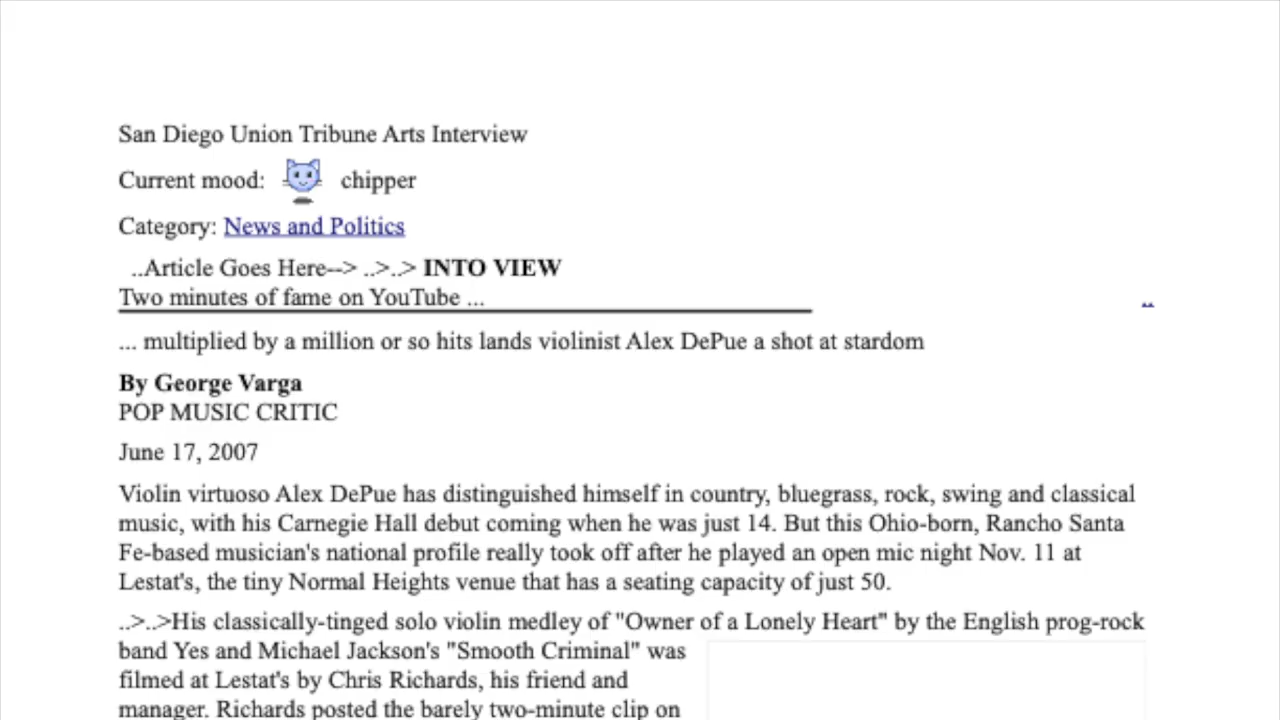 San Diego Union Tribune Arts Interview
Current mood: chipper
Category: News and Politics
..Article Goes Here--> ..>..> INTO VIEW
Two minutes of fame on YouTube ...
..
... multiplied by a million or so hits lands violinist Alex DePue a shot at stardom
By George Varga
POP MUSIC CRITIC
June 17, 2007
Violin virtuoso Alex DePue has distinguished himself in country, bluegrass, rock, swing and classical
music, with his Carnegie Hall debut coming when he was just 14. But this Ohio-born, Rancho Santa
Fe-based musician's national profile really took off after he played an open mic night Nov. 11 at
Lestat's, the tiny Normal Heights venue that has a seating capacity of just 50.
..>..>His classically-tinged solo violin medley of "Owner of a Lonely Heart" by the English prog-rock
band Yes and Michael Jackson's "Smooth Criminal" was
filmed at Lestat's by Chris Richards, his friend and
manager. Richards posted the barely two-minute clip on